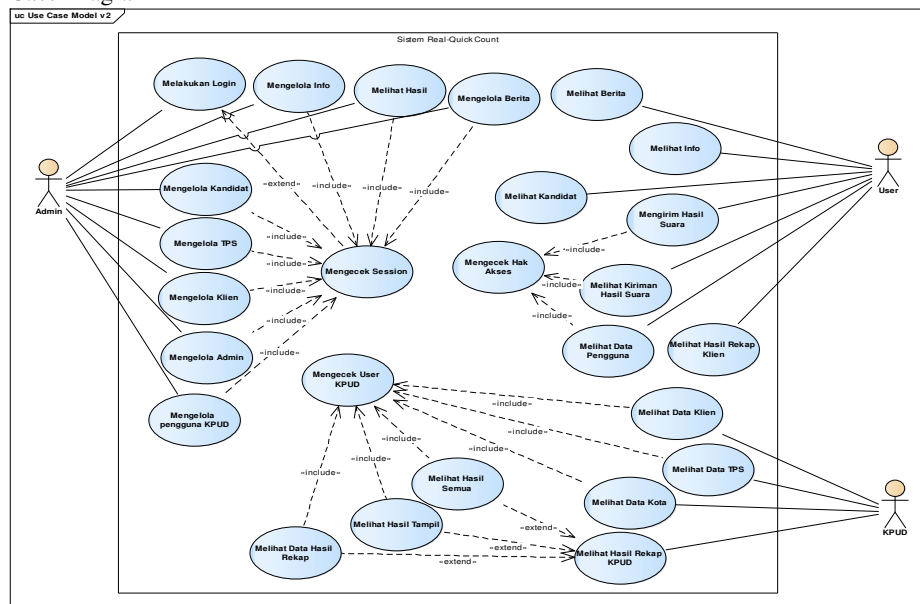 uc Use Case Model v2
Sistem Real-Quick Count
Melakukan Login
Mengelola Info
Melihat Hasil
Mengelola Berita
Melihat Berita
Melihat Info
Admin
User
Mengelola Kandidat
Melihat Kandidat
«extend»
«include»
«include»
«include»
Mengirim Hasil
Suara
Mengelola TPS
«include»
«include»
Mengecek Session
Mengecek Hak
Akses
«include»
«include»
Melihat Kiriman
Hasil Suara
Mengelola Klien
«include»
«include»
«include»
Mengelola Admin
«include»
«include»
Melihat Data
Pengguna
Melihat Hasil Rekap
Klien
Mengecek User
KPUD
Mengelola
pengguna KPUD
«include»
Melihat Data Klien
«include»
«include»
«include»
«include»
«include»
Melihat Data TPS
Melihat Hasil
Semua
Melihat Data Kota
KPUD
Melihat Hasil Tampil
«extend»
«extend»
«extend»
Melihat Data Hasil
Rekap
Melihat Hasil Rekap
KPUD